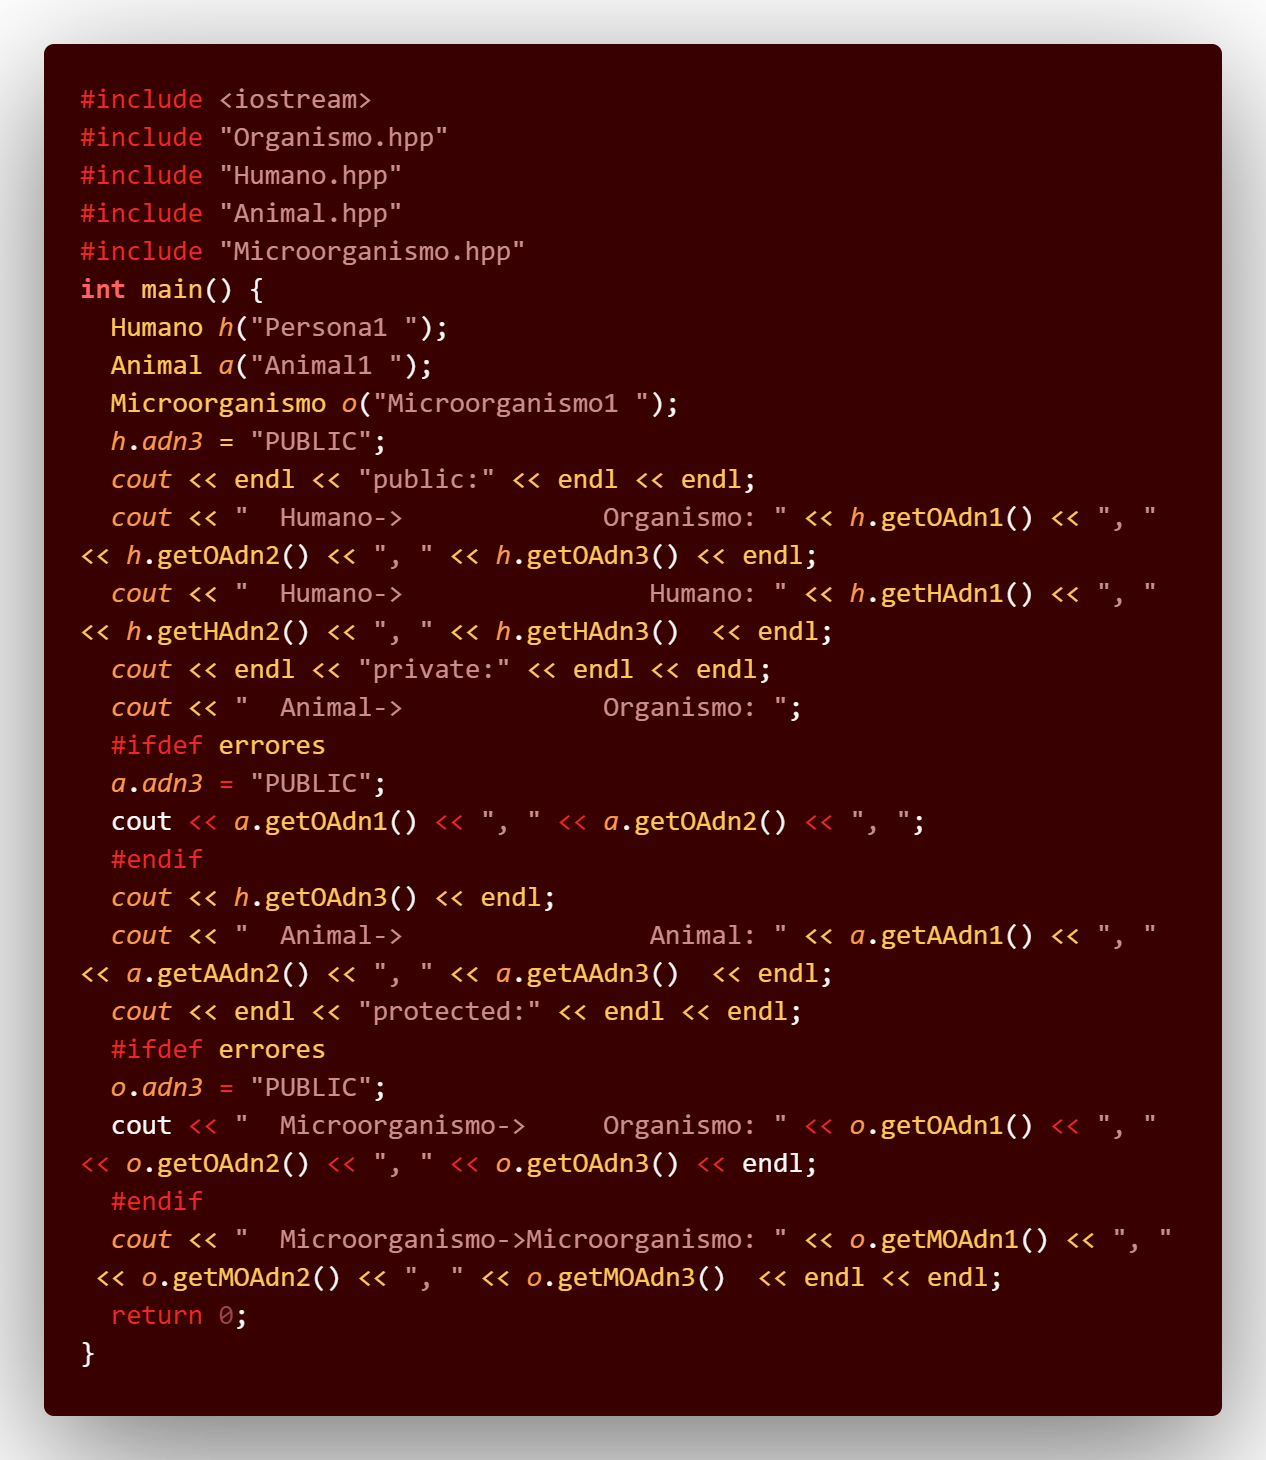 #include <iostream>
#include "Organismo.hpp"
#include "Humano.hpp"
#include "Animal.hpp"
#include "Microorganismo.hpp"
int main() {
  Humano h("Persona1 ");
  Animal a("Animal1 ");
  Microorganismo o("Microorganismo1 ");
  h.adn3 = "PUBLIC";
  cout << endl << "public:" << endl << endl;
  cout << "  Humano->             Organismo: " << h.getOAdn1() << ", "
<< h.getOAdn2() << ", " << h.getOAdn3() << endl;
  cout << "  Humano->                Humano: " << h.getHAdn1() << ", "
<< h.getHAdn2() << ", " << h.getHAdn3()  << endl;
  cout << endl << "private:" << endl << endl;
  cout << "  Animal->             Organismo: ";
  #ifdef errores
  a.adn3 = "PUBLIC";
  cout << a.getOAdn1() << ", " << a.getOAdn2() << ", ";
  #endif
  cout << h.getOAdn3() << endl;
  cout << "  Animal->                Animal: " << a.getAAdn1() << ", "
<< a.getAAdn2() << ", " << a.getAAdn3()  << endl;
  cout << endl << "protected:" << endl << endl;
  #ifdef errores
  o.adn3 = "PUBLIC";
  cout << "  Microorganismo->     Organismo: " << o.getOAdn1() << ", "
<< o.getOAdn2() << ", " << o.getOAdn3() << endl;
  #endif
  cout << "  Microorganismo->Microorganismo: " << o.getMOAdn1() << ", "
 << o.getMOAdn2() << ", " << o.getMOAdn3()  << endl << endl;
  return 0;
}